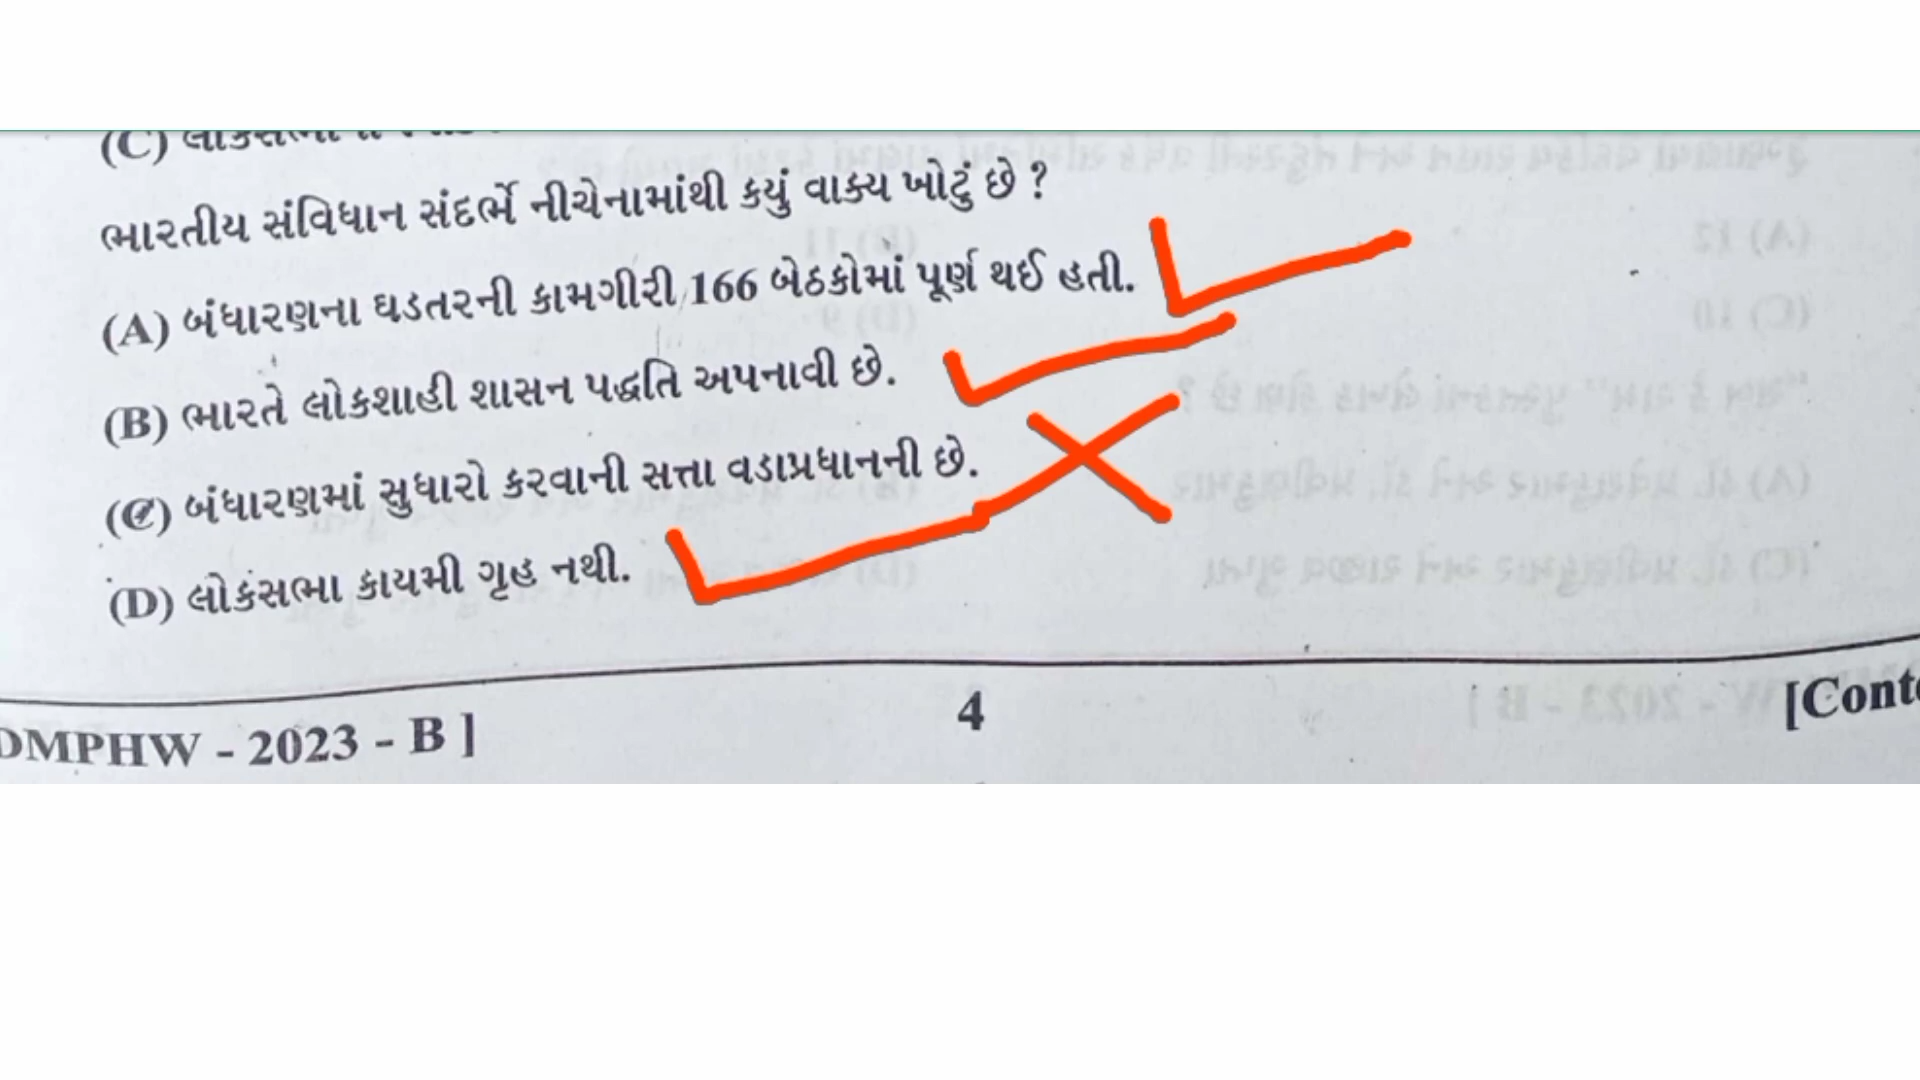 (C)
ભારતીય સંવિધાન સંદર્ભે નીચેનામાંથી કયું વાક્ય ખોટું છે ?
(A) બંધારણના ઘડતરની કામગીરી 166 બેઠકોમાં પૂર્ણ થઈ હતી.
(B) ભારતે લોકશાહી શાસન પદ્ધતિ અપનાવી છે.
(C) બંધારણમાં સુધારો કરવાની સત્તા વડાપ્રધાનની છે.
(D) લોકસભા કાયમી ગૃહ નથી.
DMPHW - 2023 - B ]
4
[Conte